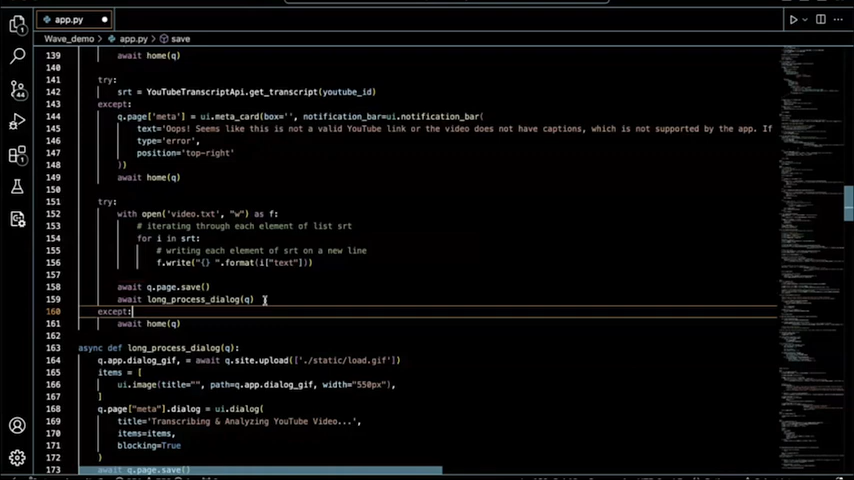 app.py
Wave_demo > app.py > save
139 await home(q)
140
141 try:
142 srt = YouTubeTranscriptApi.get_transcript(youtube_id)
143 except:
144 q.page['meta'] = ui.meta_card(box='', notification_bar=ui.notification_bar(
145 text='Oops! Seems like this is not a valid YouTube link or the video does not have captions, which is not supported by the app. If
146 type='error',
147 position='top-right'
148 ))
149 await home(q)
150
151 try:
152 with open('video.txt', "w") as f:
153 # iterating through each element of list srt
154 for i in srt:
155 # writing each element of srt on a new line
156 f.write("{} ".format(i["text"]))
157
158 await q.page.save()
159 await long_process_dialog(q)
160 except:
161 await home(q)
162
163 async def long_process_dialog(q):
164 q.app.dialog_gif, = await q.site.upload(['./static/load.gif'])
165 items = [
166 ui.image(title="", path=q.app.dialog_gif, width="550px"),
167 ]
168 q.page["meta"].dialog = ui.dialog(
169 title='Transcribing & Analyzing YouTube Video...',
170 items=items,
171 blocking=True
172 )
173 await q.page.save()
1
44
1